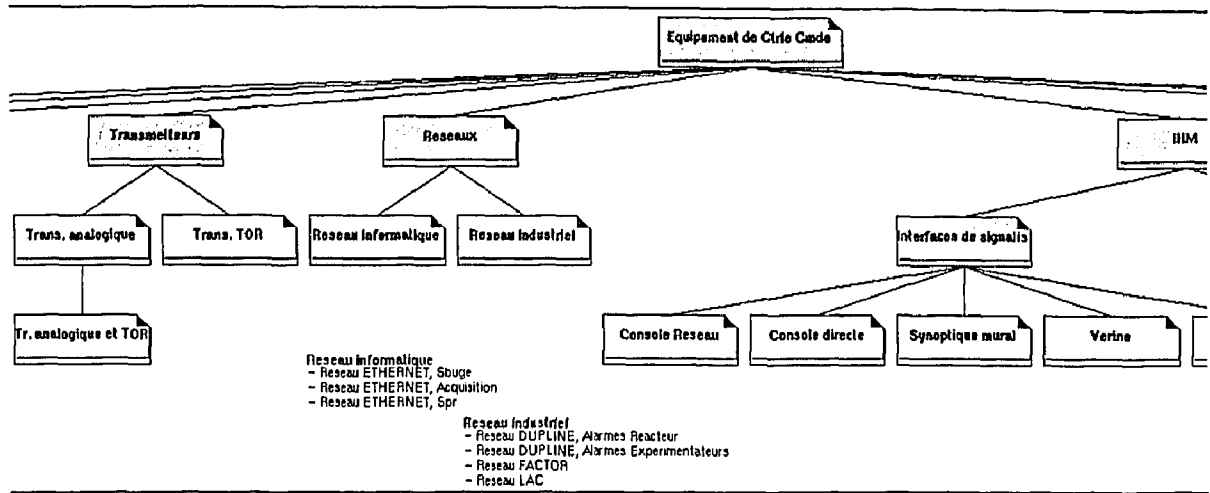 Equipement de Ctrle Cmde
Transmetteurs
Reseaux
IHM
Trans. analogique
Trans. TOR
Reseau Informatique
Reseau Industriel
Interfaces de signalis
Tr. analogique et TOR
Console Reseau
Console directe
Synoptique mural
Verine
Reseau Informatique
– Reseau ETHERNET, Sbuge
– Reseau ETHERNET, Acquisition
– Reseau ETHERNET, Spr
Reseau Industriel
– Reseau DUPLINE, Alarmes Reacteur
– Reseau DUPLINE, Alarmes Experimentateurs
– Reseau FACTOR
– Reseau LAC